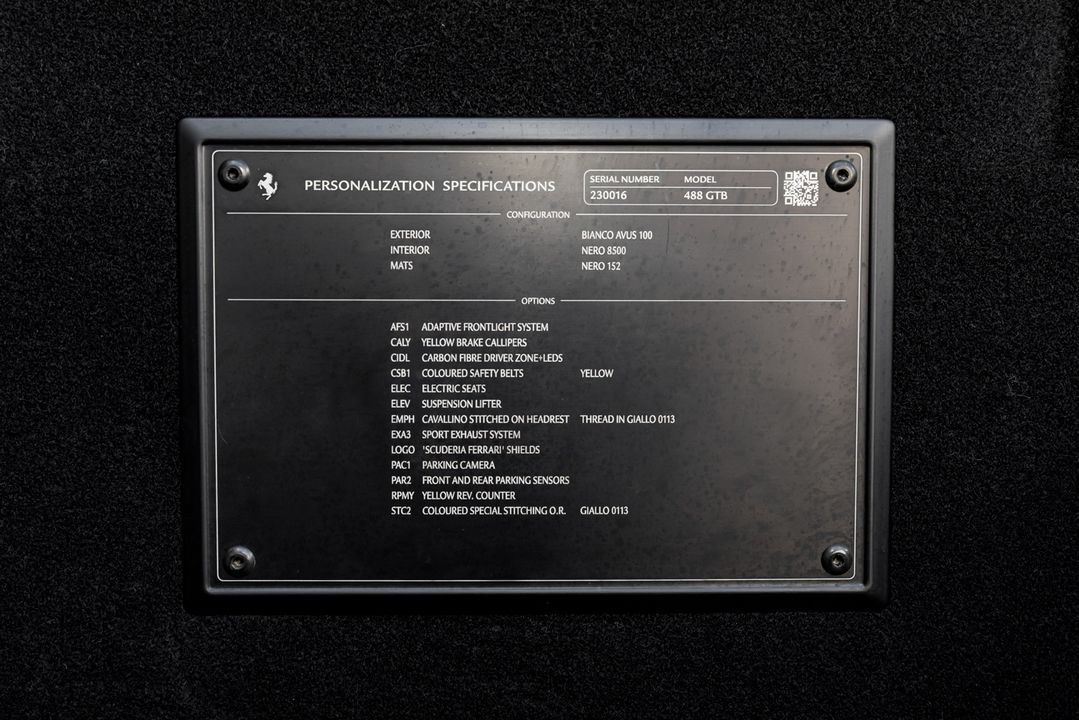 PERSONALIZATION SPECIFICATIONS
SERIAL NUMBER MODEL
230016 488 GTB
CONFIGURATION
EXTERIOR BIANCO AVUS 100
INTERIOR NERO 8500
MATS NERO 152
OPTIONS
AFS1 ADAPTIVE FRONTLIGHT SYSTEM
CALY YELLOW BRAKE CALLIPERS
CIDL CARBON FIBRE DRIVER ZONE+LEDS
CSB1 COLOURED SAFETY BELTS YELLOW
ELEC ELECTRIC SEATS
ELEV SUSPENSION LIFTER
EMPH CAVALLINO STITCHED ON HEADREST THREAD IN GIALLO 0113
EXA3 SPORT EXHAUST SYSTEM
LOGO 'SCUDERIA FERRARI' SHIELDS
PAC1 PARKING CAMERA
PAR2 FRONT AND REAR PARKING SENSORS
RPMY YELLOW REV. COUNTER
STC2 COLOURED SPECIAL STITCHING O.R. GIALLO 0113